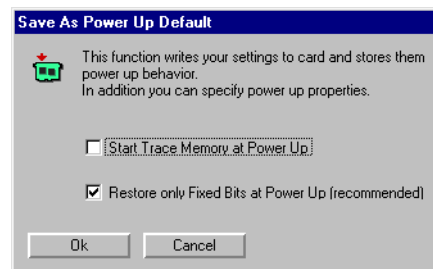 Save As Power Up Default
This function writes your settings to card and stores them
power up behavior.
In addition you can specify power up properties.
Start Trace Memory at Power Up
Restore only Fixed Bits at Power Up (recommended)
Ok
Cancel